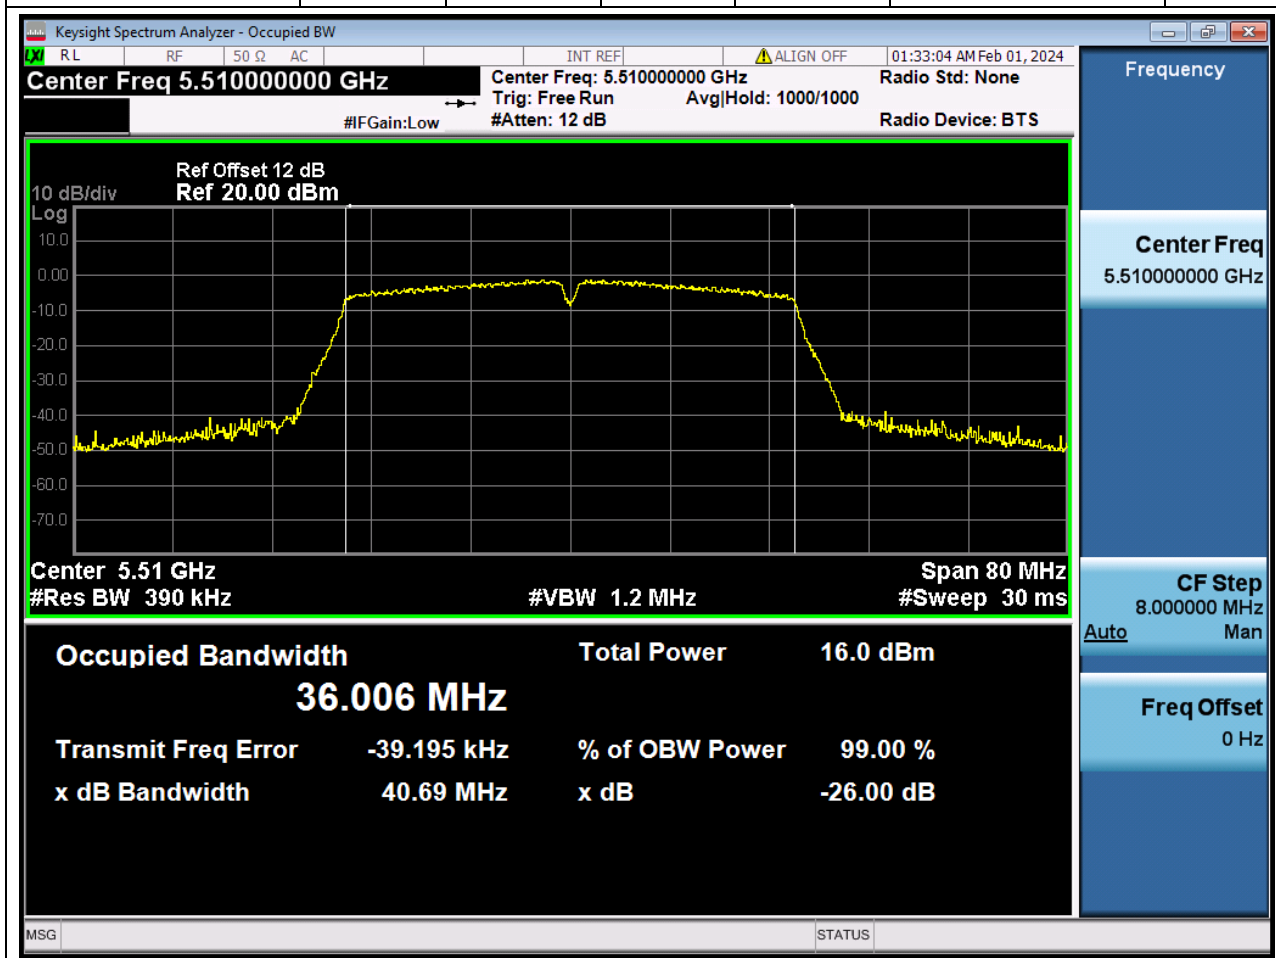 Keysight Spectrum Analyzer - Occupied BW
LXI RL RF 50 Ω AC INT REF ALIGN OFF 01:33:04 AM Feb 01, 2024
Center Freq 5.510000000 GHz
Center Freq: 5.510000000 GHz
Radio Std: None
Trig: Free Run Avg|Hold: 1000/1000
#IFGain:Low #Atten: 12 dB
Radio Device: BTS
Ref Offset 12 dB
10 dB/div Ref 20.00 dBm
Log
10.0
0.00
-10.0
-20.0
-30.0
-40.0
-50.0
-60.0
-70.0
Center 5.51 GHz Span 80 MHz
#Res BW 390 kHz #VBW 1.2 MHz #Sweep 30 ms
Occupied Bandwidth Total Power 16.0 dBm
36.006 MHz
Transmit Freq Error -39.195 kHz % of OBW Power 99.00 %
x dB Bandwidth 40.69 MHz x dB -26.00 dB
MSG STATUS
Frequency
Center Freq
5.510000000 GHz
CF Step
8.000000 MHz
Auto Man
Freq Offset
0 Hz